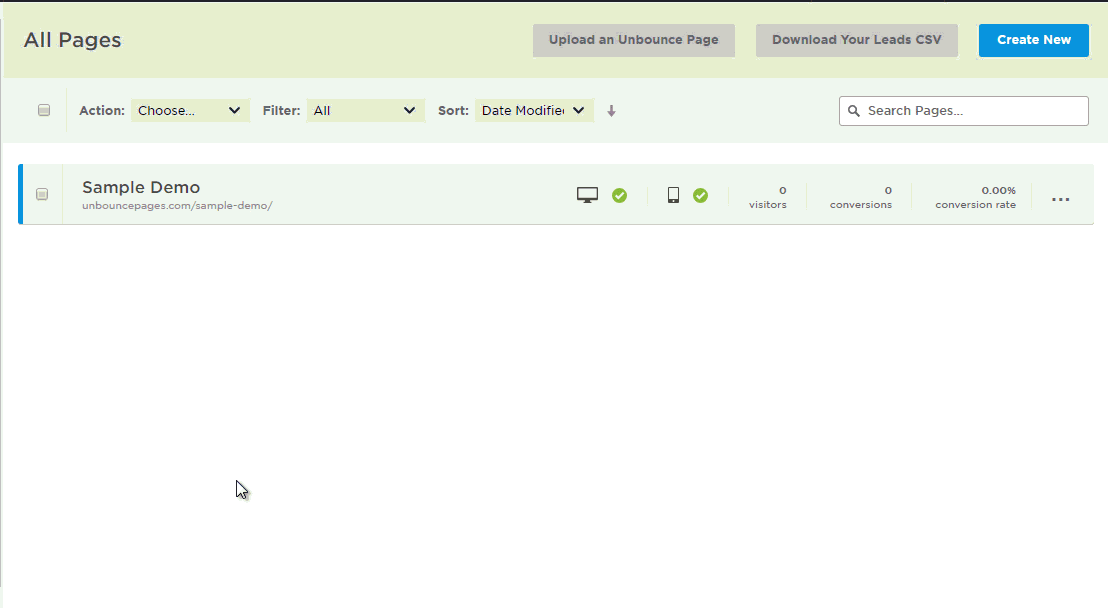 All Pages
Upload an Unbounce Page
Download Your Leads CSV
Create New
Action: Choose... Filter: All Sort: Date Modified
Search Pages...
Sample Demo
unbouncepages.com/sample-demo/
0
visitors
0
conversions
0.00%
conversion rate
...